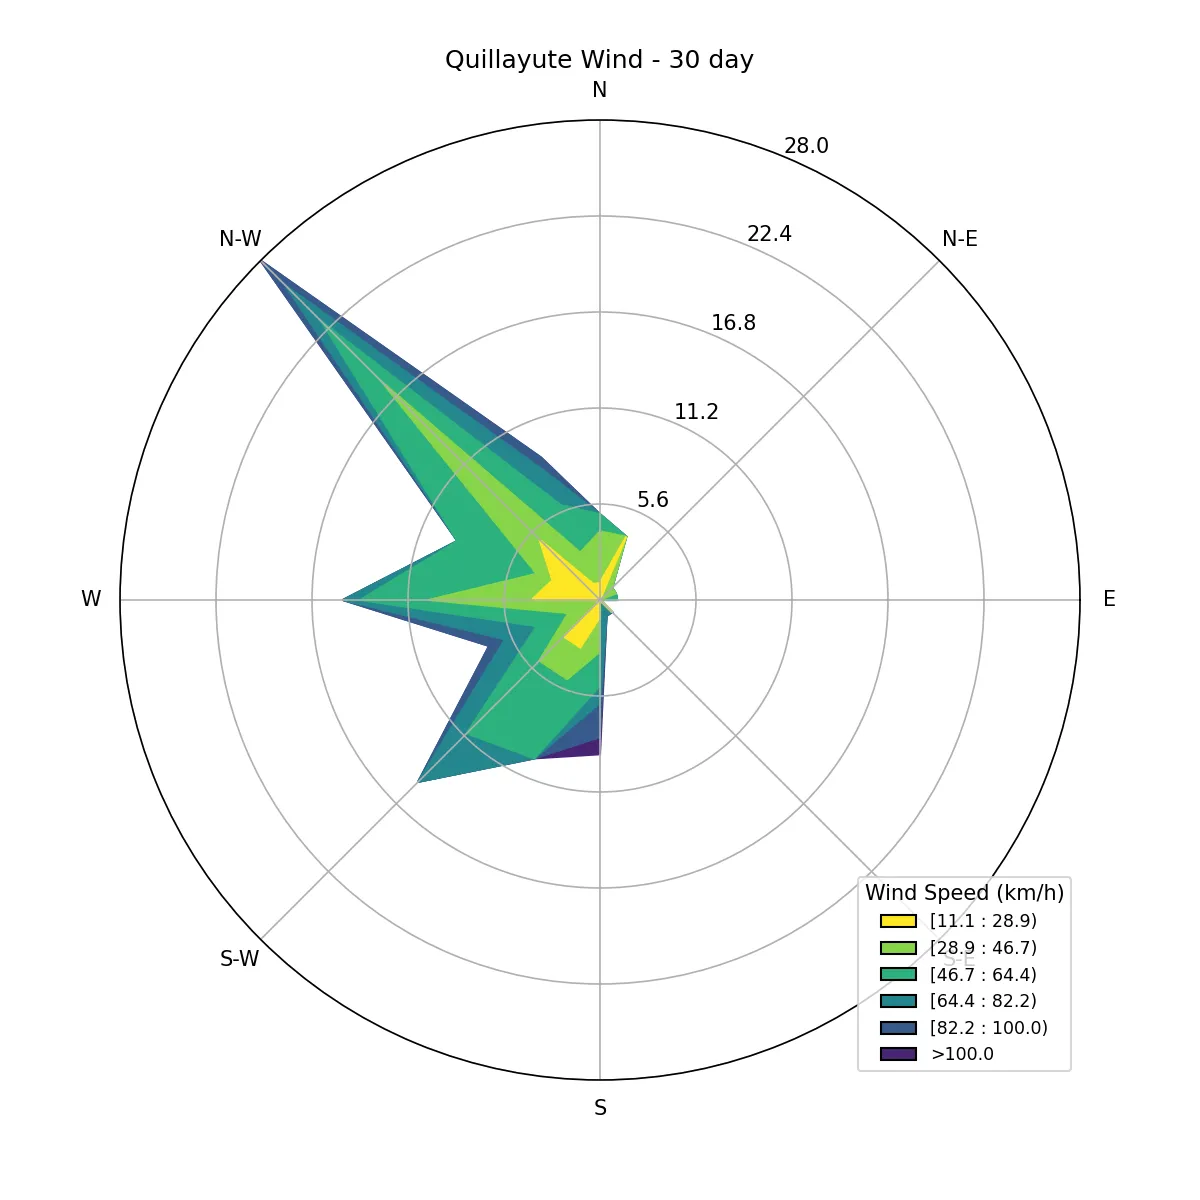 Quillayute Wind - 30 day
N
28.0
N-W
N-E
22.4
16.8
11.2
5.6
W
E
S-W
S-E
Wind Speed (km/h)
[11.1 : 28.9)
[28.9 : 46.7)
[46.7 : 64.4)
[64.4 : 82.2)
[82.2 : 100.0)
>100.0
S